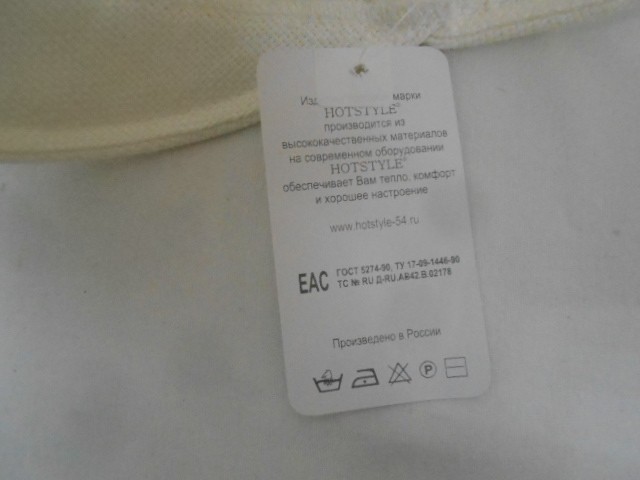 марки
HOTSTYLE®
производится из
высококачественных материалов
на современном оборудовании
HOTSTYLE®
обеспечивает Вам тепло, комфорт
и хорошее настроение
www.hotstyle-54.ru
EAC
ГОСТ 5274-90, ТУ 17-09-1446-90
ТС № RU Д-RU.АВ42.В.02178
Произведено в России
P